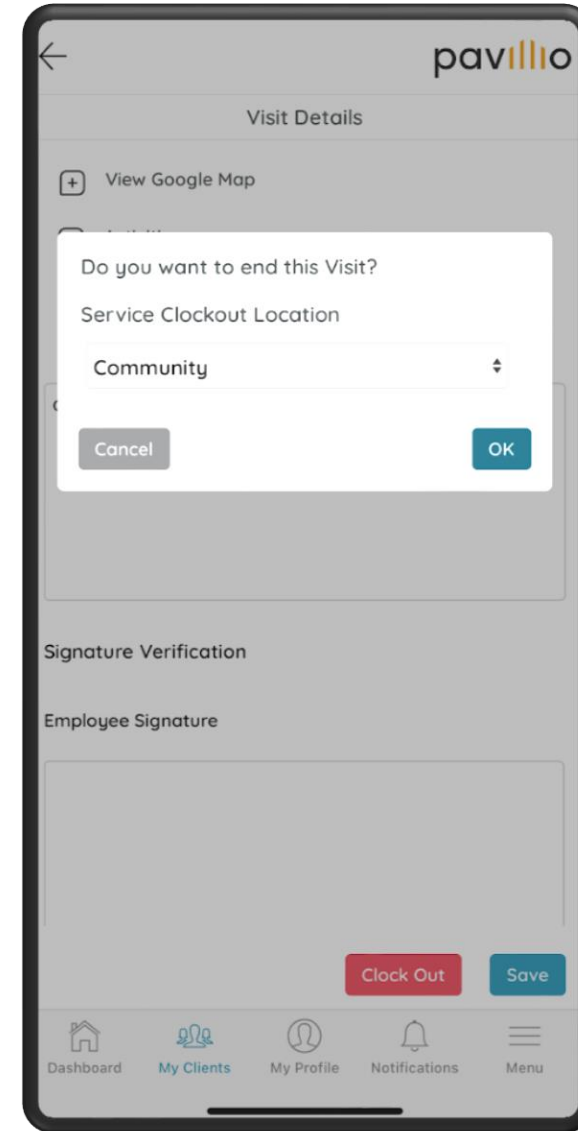 pavillio
Visit Details
View Google Map
Do you want to end this Visit?
Service Clockout Location
Community
Cancel
OK
Signature Verification
Employee Signature
Clock Out
Save
Dashboard
My Clients
My Profile
Notifications
Menu